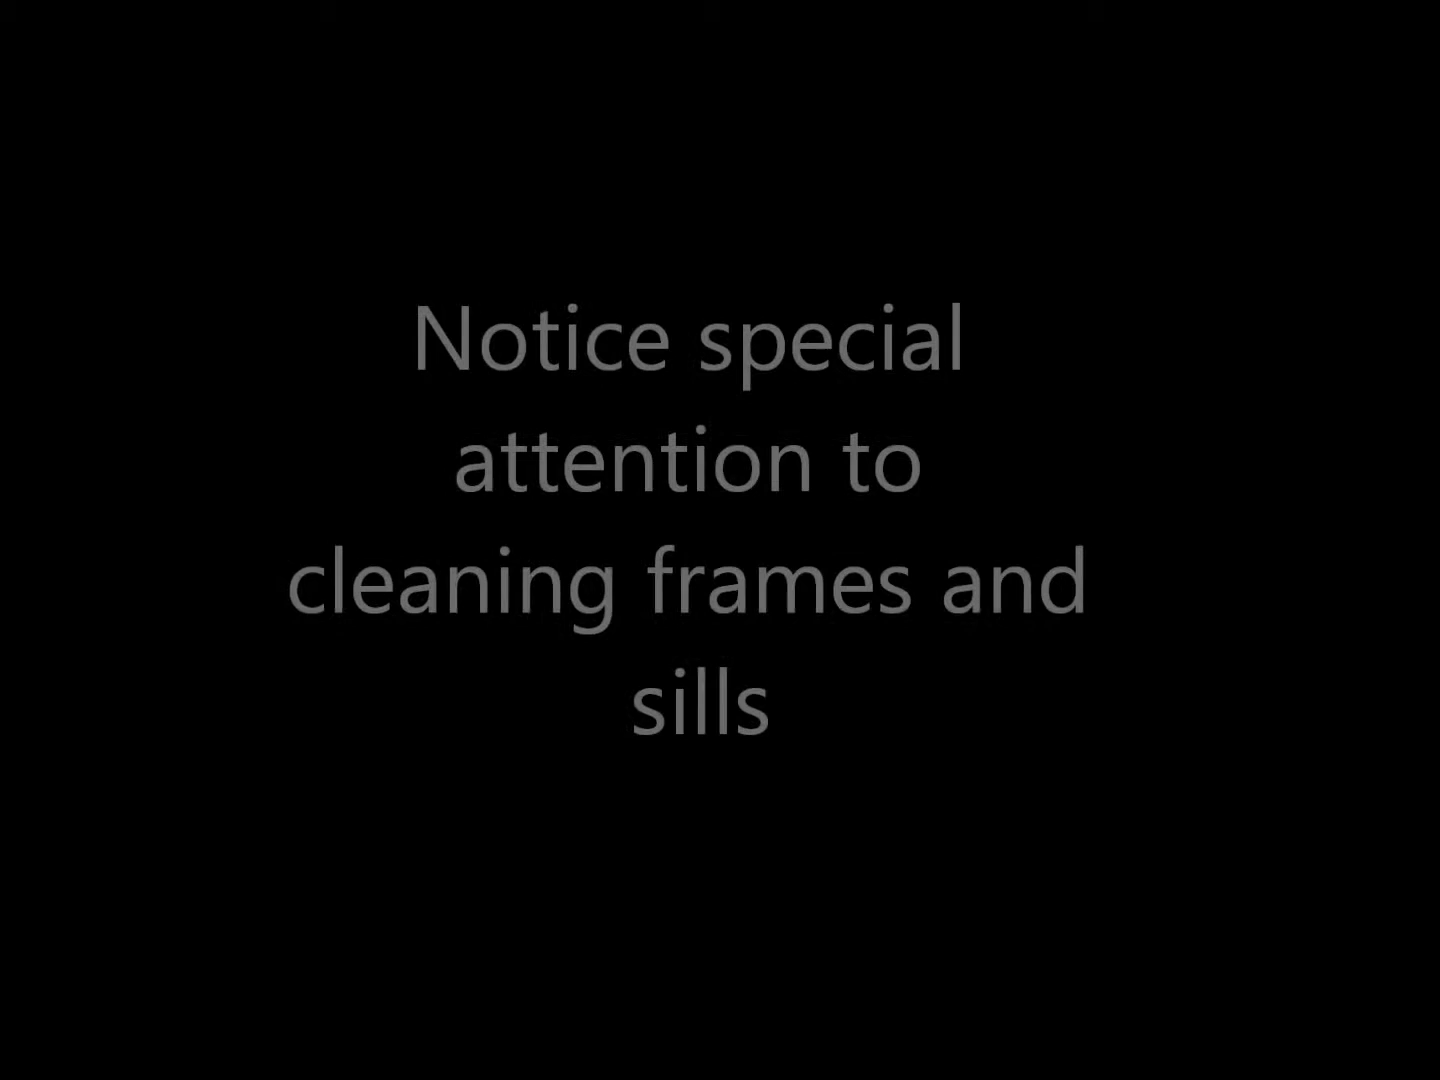 Notice special
attention to
cleaning frames and
sills